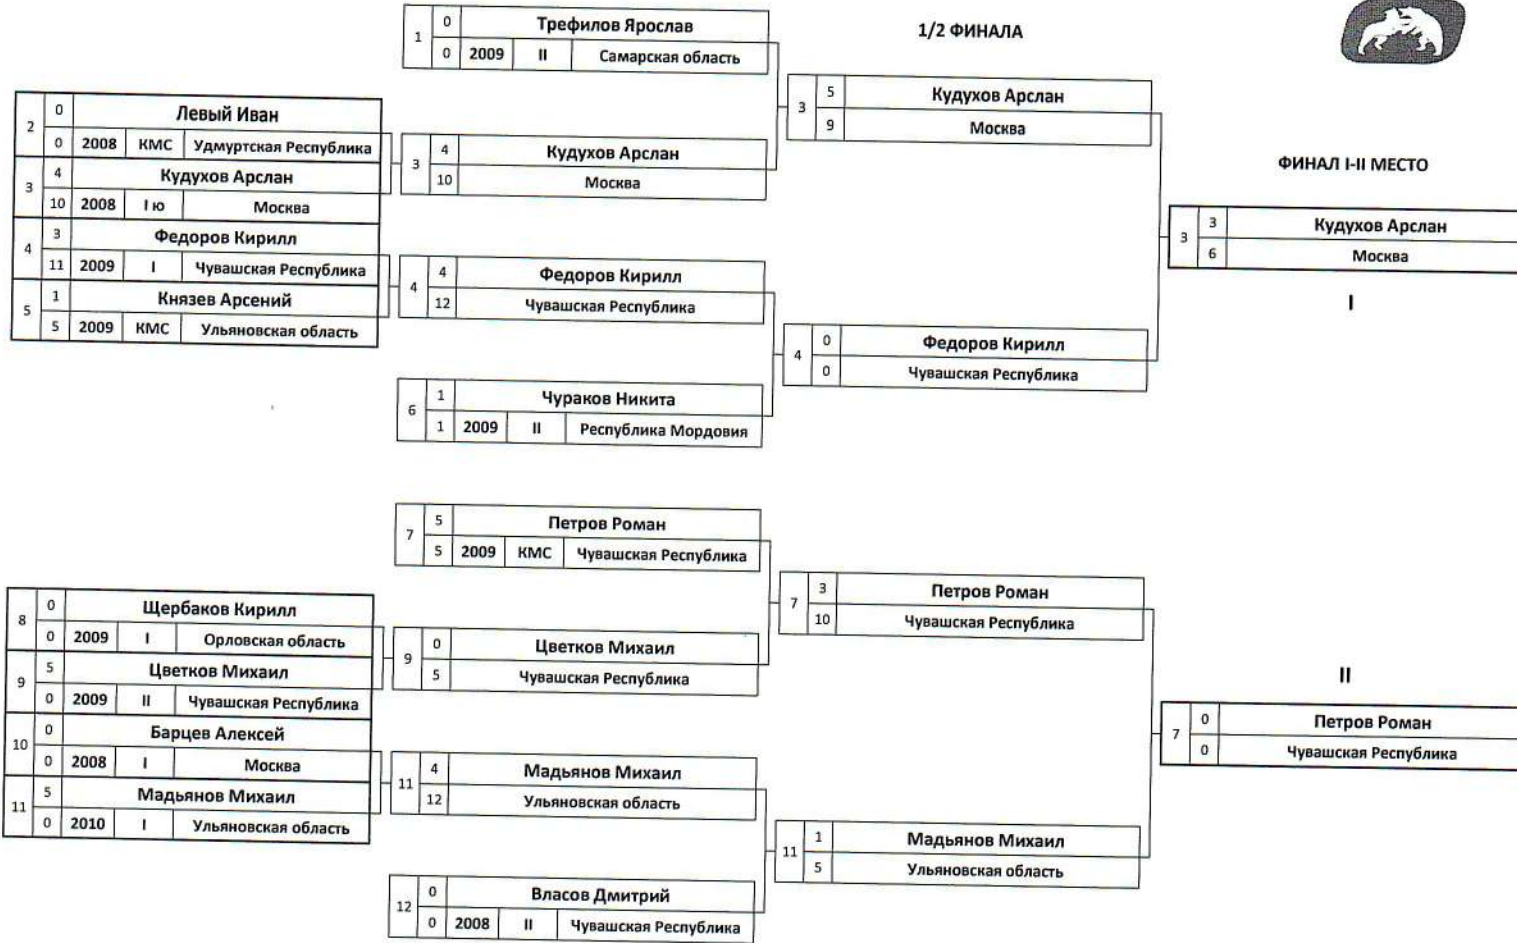 1/2 ФИНАЛА
ФИНАЛ I-II МЕСТО
2 0 Левый Иван
0 2008 КМС Удмуртская Республика
3 4 Кудухов Арслан
10 2008 I ю Москва
4 3 Федоров Кирилл
11 2009 I Чувашская Республика
5 1 Князев Арсений
5 2009 КМС Ульяновская область
8 0 Щербаков Кирилл
0 2009 I Орловская область
9 5 Цветков Михаил
0 2009 II Чувашская Республика
10 0 Барцев Алексей
0 2008 I Москва
11 5 Мадьянов Михаил
0 2010 I Ульяновская область
1 0 Трефилов Ярослав
0 2009 II Самарская область
3 4 Кудухов Арслан
10 Москва
4 4 Федоров Кирилл
12 Чувашская Республика
6 1 Чураков Никита
1 2009 II Республика Мордовия
7 5 Петров Роман
5 2009 КМС Чувашская Республика
9 0 Цветков Михаил
5 Чувашская Республика
11 4 Мадьянов Михаил
12 Ульяновская область
12 0 Власов Дмитрий
0 2008 II Чувашская Республика
3 5 Кудухов Арслан
9 Москва
4 0 Федоров Кирилл
0 Чувашская Республика
7 3 Петров Роман
10 Чувашская Республика
11 1 Мадьянов Михаил
5 Ульяновская область
3 3 Кудухов Арслан
6 Москва
I
II
7 0 Петров Роман
0 Чувашская Республика